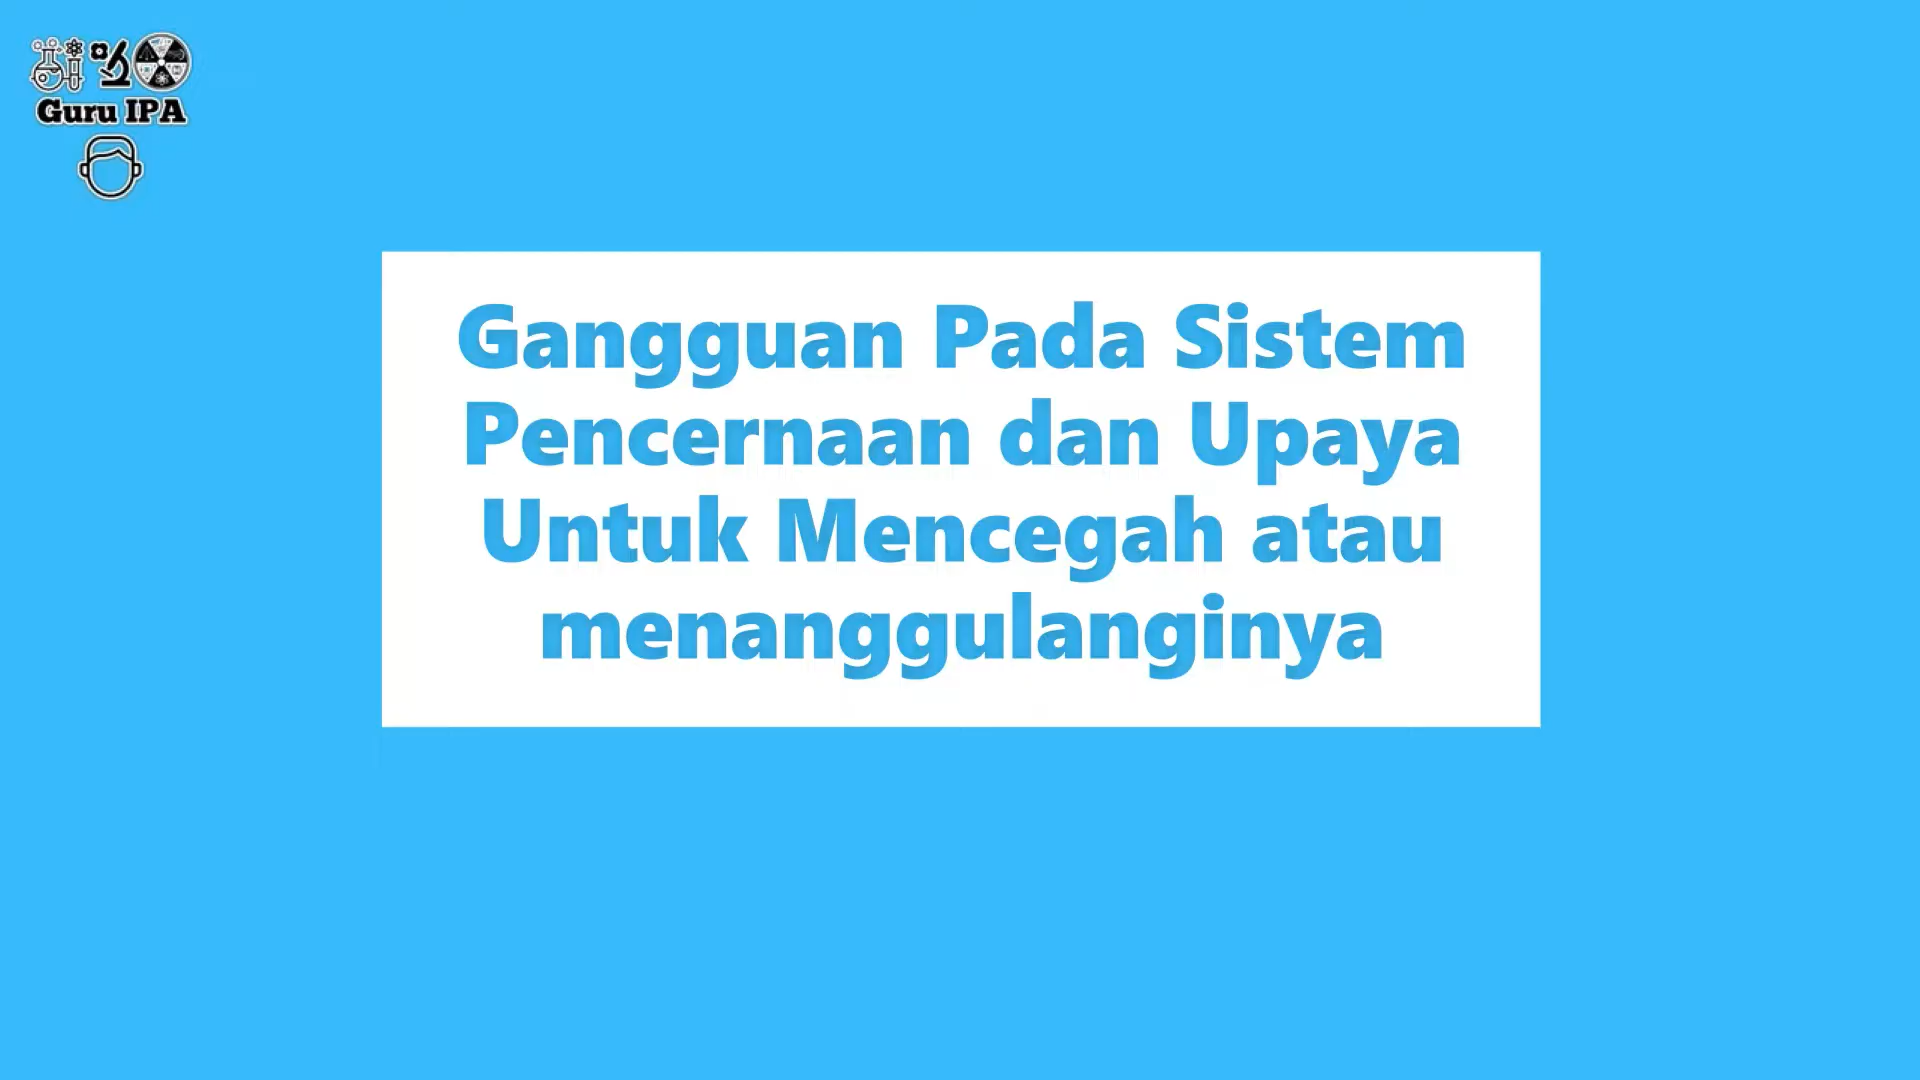 Guru IPA
Gangguan Pada Sistem
Pencernaan dan Upaya
Untuk Mencegah atau
menanggulanginya